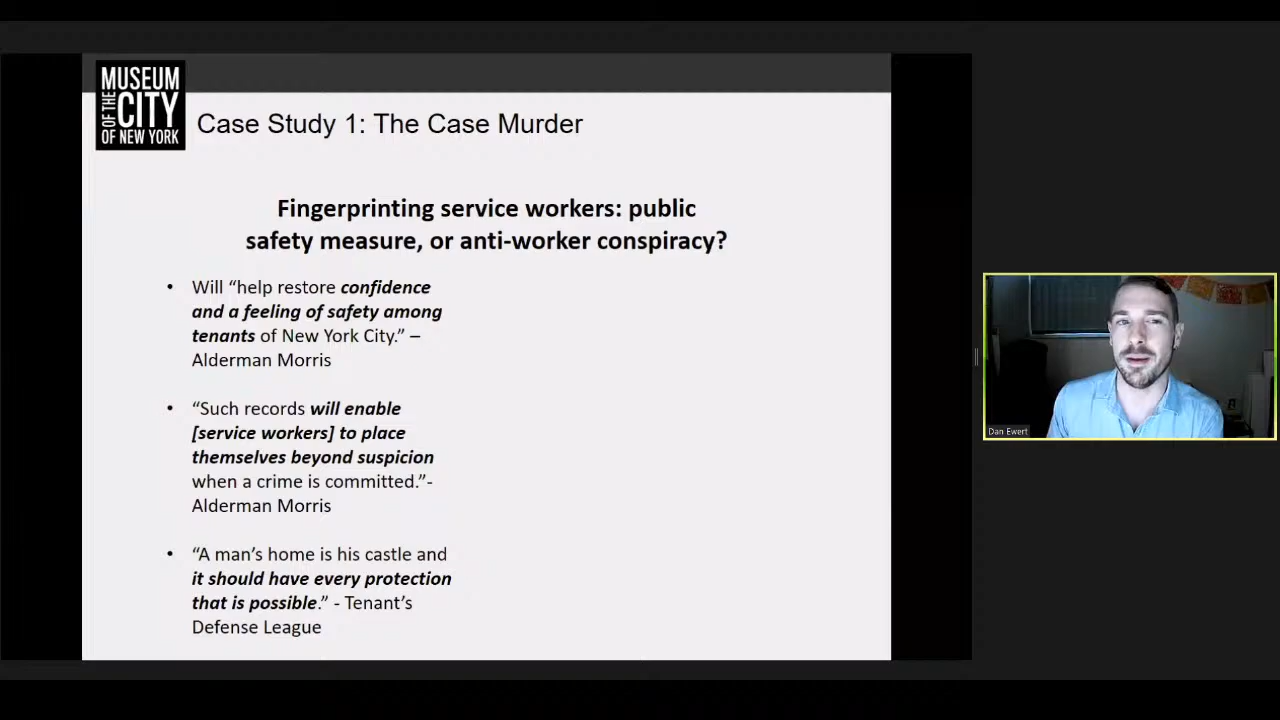 MUSEUM
OF THE
CITY
OF NEW YORK
Case Study 1: The Case Murder
Fingerprinting service workers: public
safety measure, or anti-worker conspiracy?
• Will “help restore confidence
and a feeling of safety among
tenants of New York City.” –
Alderman Morris
• “Such records will enable
[service workers] to place
themselves beyond suspicion
when a crime is committed.”-
Alderman Morris
• “A man’s home is his castle and
it should have every protection
that is possible.” - Tenant’s
Defense League
Dan Ewert